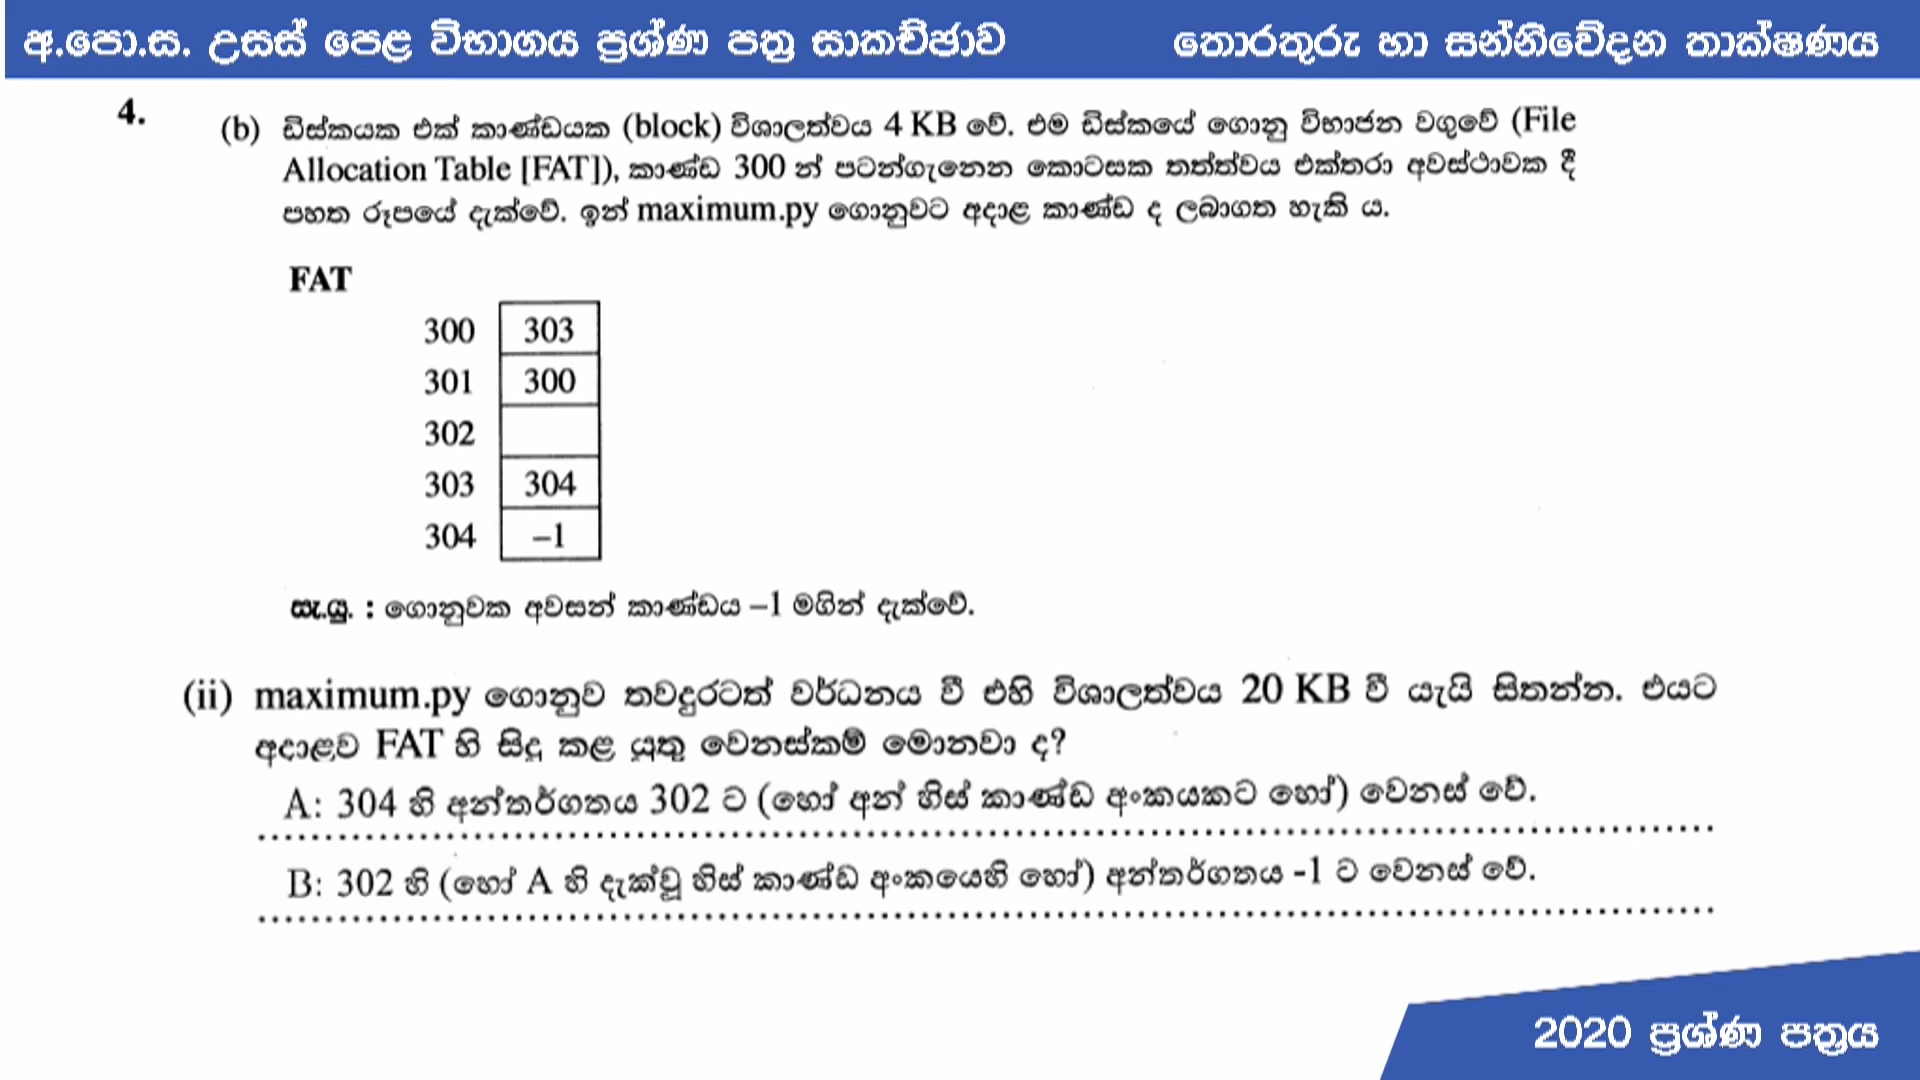 අ.පො.ස. උසස් පෙළ විභාගය ප්‍රශ්ණ පත්‍ර සාකච්ඡාව
තොරතුරු හා සන්නිවේදන තාක්ෂණය
4.
(b) ඩිස්කයක එක් කාණ්ඩයක (block) විශාලත්වය 4 KB වේ. එම ඩිස්කයේ ගොනු විභාජන වගුවේ (File
Allocation Table [FAT]), කාණ්ඩ 300 න් පටන්ගැනෙන කොටසක තත්ත්වය එක්තරා අවස්ථාවක දී
පහත රූපයේ දැක්වේ. ඉන් maximum.py ගොනුවට අදාළ කාණ්ඩ ද ලබාගත හැකි ය.
FAT
300 303
301 300
302
303 304
304 –1
සැ.යු. : ගොනුවක අවසන් කාණ්ඩය –1 මගින් දැක්වේ.
(ii) maximum.py ගොනුව තවදුරටත් වර්ධනය වී එහි විශාලත්වය 20 KB වී යැයි සිතන්න. එයට
අදාළව FAT හි සිදු කළ යුතු වෙනස්කම් මොනවා ද?
A: 304 හි අන්තර්ගතය 302 ට (හෝ අන් හිස් කාණ්ඩ අංකයකට හෝ) වෙනස් වේ.
B: 302 හි (හෝ A හි දැක්වූ හිස් කාණ්ඩ අංකයෙහි හෝ) අන්තර්ගතය -1 ට වෙනස් වේ.
2020 ප්‍රශ්ණ පත්‍රය